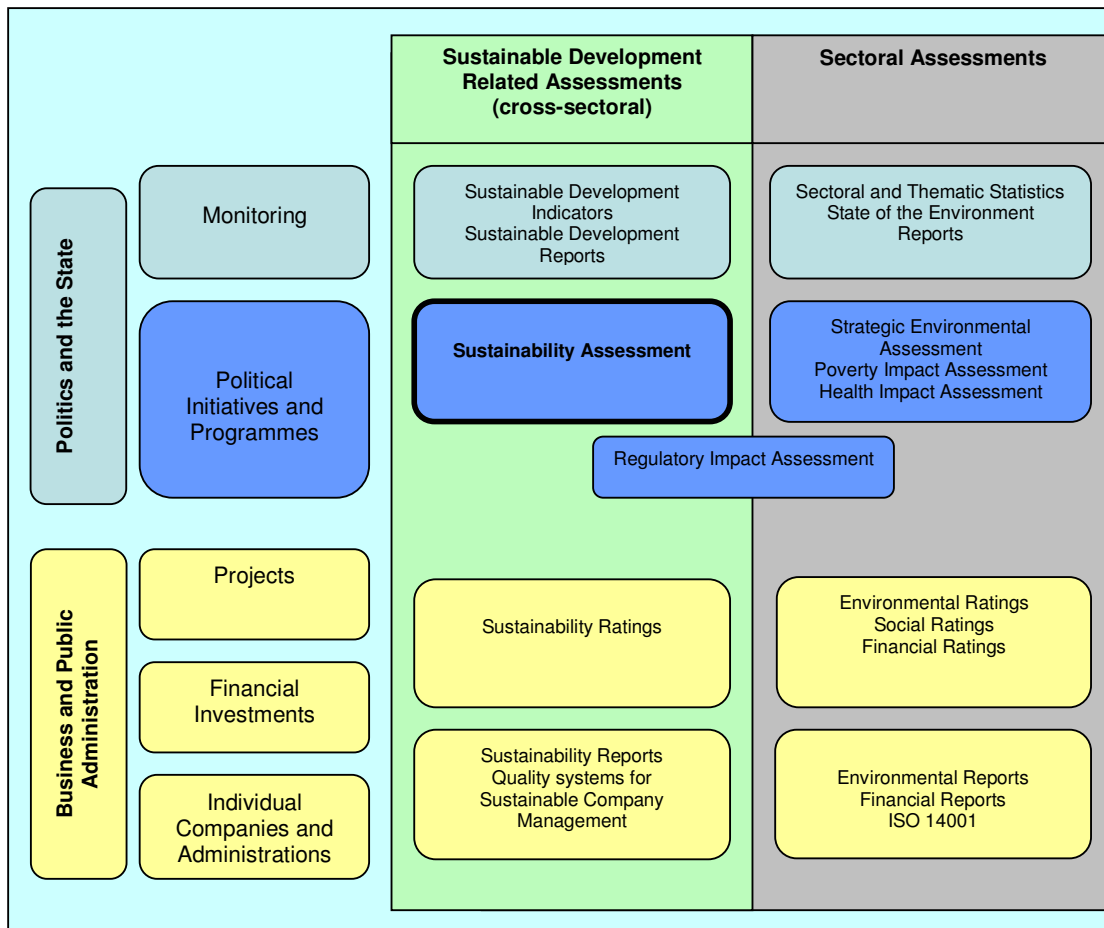 Sustainable Development
Related Assessments
(cross-sectoral)
Sectoral Assessments
Politics and the State
Monitoring
Sustainable Development
Indicators
Sustainable Development
Reports
Sectoral and Thematic Statistics
State of the Environment
Reports
Political
Initiatives and
Programmes
Sustainability Assessment
Strategic Environmental
Assessment
Poverty Impact Assessment
Health Impact Assessment
Regulatory Impact Assessment
Business and Public
Administration
Projects
Sustainability Ratings
Environmental Ratings
Social Ratings
Financial Ratings
Financial
Investments
Individual
Companies and
Administrations
Sustainability Reports
Quality systems for
Sustainable Company
Management
Environmental Reports
Financial Reports
ISO 14001